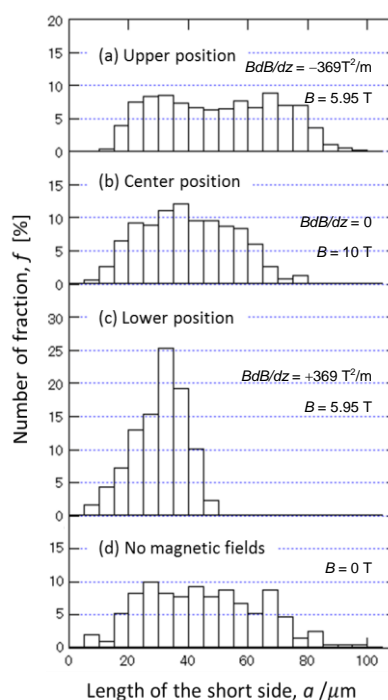 Number of fraction, f [%]
20
(a) Upper position
BdB/dz = −369T²/m
15
10
B = 5.95 T
5
0
15
(b) Center position
BdB/dz = 0
10
B = 10 T
5
0
30
(c) Lower position
25
BdB/dz = +369 T²/m
20
B = 5.95 T
15
10
5
0
15
(d) No magnetic fields
B = 0 T
10
5
0
0 20 40 60 80 100
Length of the short side, a /μm